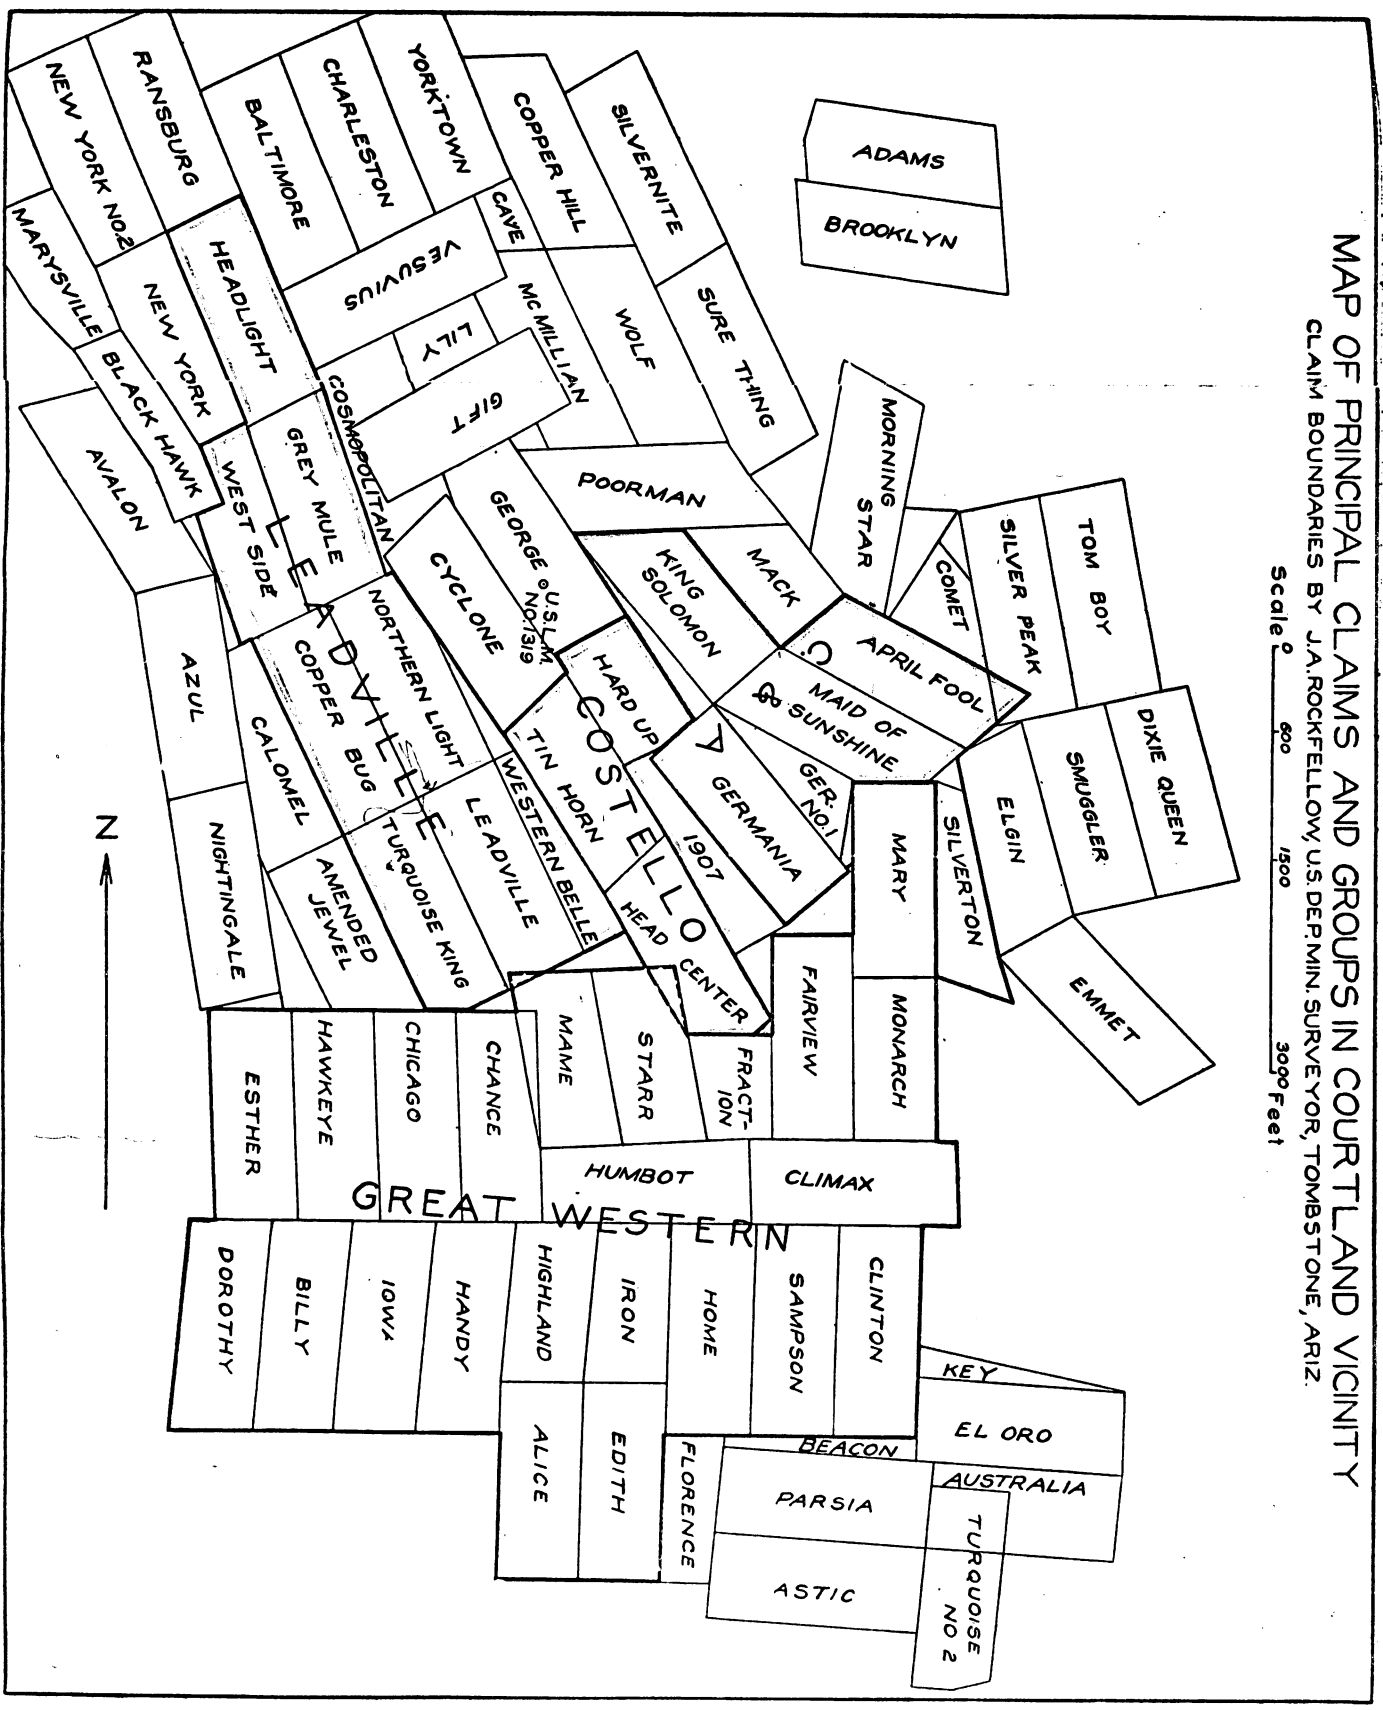 MAP OF PRINCIPAL CLAIMS AND GROUPS IN COURTLAND VICINITY
CLAIM BOUNDARIES BY J.A.ROCKFELLOW, U.S. DEP. MIN. SURVEYOR, TOMBSTONE, ARIZ.
Scale 0 600 1500 3000 Feet
ADAMS
BROOKLYN
SILVERNITE
SURE THING
COPPER HILL
WOLF
CAVE
MCMILLIAN
YORKTOWN
CHARLESTON
BALTIMORE
RANSBURG
NEW YORK NO.2
MARYSVILLE
NEW YORK
HEADLIGHT
VESUVIUS
LILY
GIFT
COSMOPOLITAN
BLACK HAWK
AVALON
WEST SIDE
GREY MULE
LEADVILLE
GEORGE
U.S.L.M.
NO.1319
CYCLONE
POORMAN
KING
SOLOMON
MACK
MORNING
STAR
COMET
SILVER PEAK
TOM BOY
APRIL FOOL
MAID OF
SUNSHINE
C. & A
GER.
NO.1
GERMANIA
HARD UP
COSTELLO
TIN HORN
1907
HEAD
CENTER
NORTHERN LIGHT
COPPER BUG
WESTERN BELLE
LEADVILLE
TURQUOISE KING
AZUL
CALOMEL
NIGHTINGALE
AMENDED
JEWEL
DIXIE QUEEN
SMUGGLER
ELGIN
SILVERTON
EMMET
MARY
MONARCH
FAIRVIEW
FRACT-
ION
STARR
MAME
CHANCE
CHICAGO
HAWKEYE
ESTHER
HUMBOT
CLIMAX
GREAT WESTERN
DOROTHY
BILLY
IOWA
HANDY
HIGHLAND
IRON
HOME
SAMPSON
CLINTON
ALICE
EDITH
FLORENCE
KEY
EL ORO
BEACON
AUSTRALIA
PARSIA
ASTIC
TURQUOISE
NO 2
N